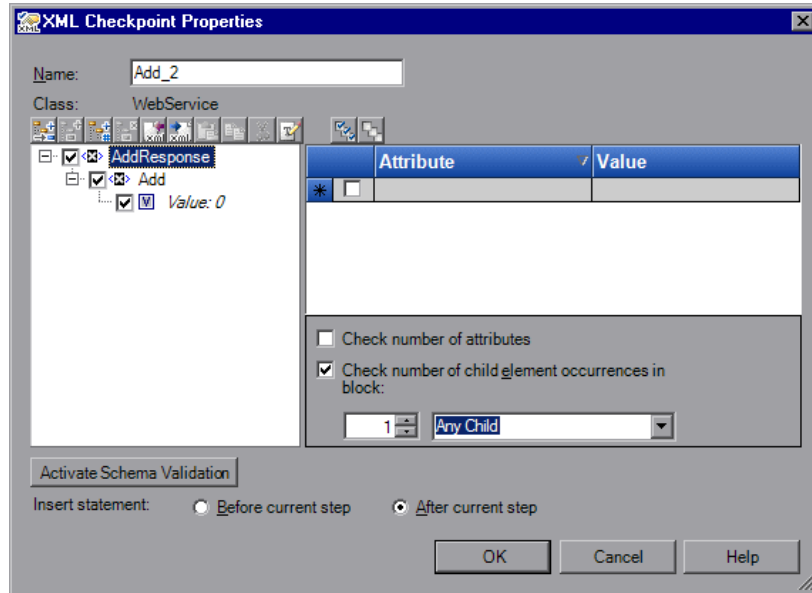 XML Checkpoint Properties
Name: Add_2
Class: WebService
AddResponse
Add
Value: 0
Attribute Value
Check number of attributes
Check number of child element occurrences in
block:
1 Any Child
Activate Schema Validation
Insert statement: Before current step After current step
OK Cancel Help